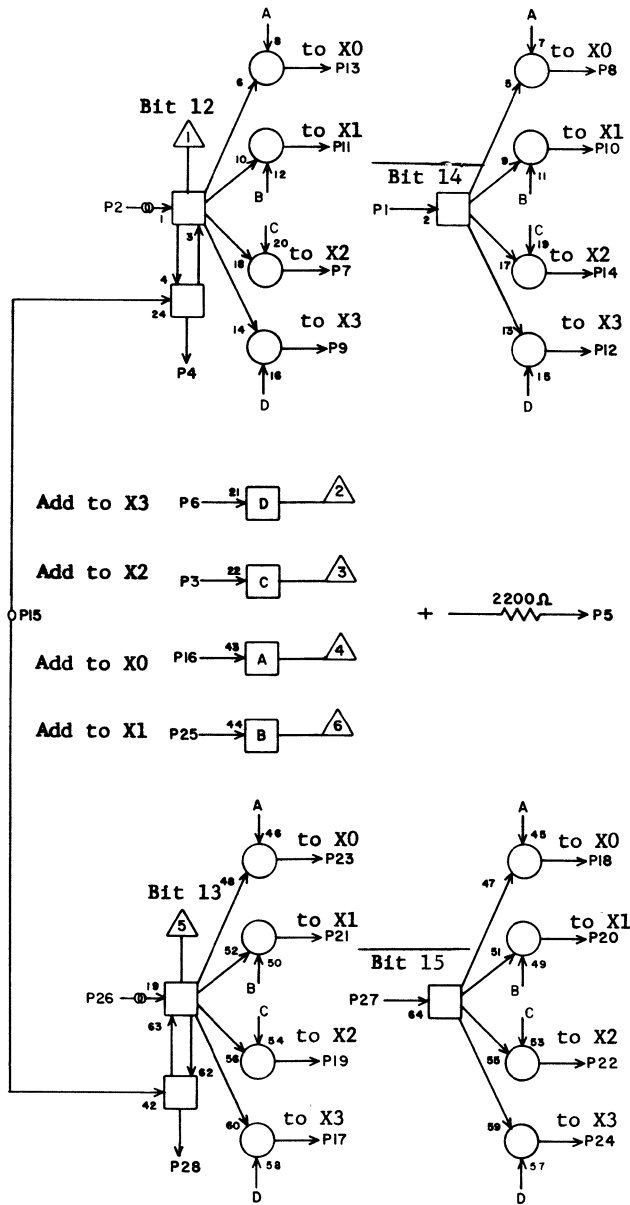 A
8
to X0
6
P13
Bit 12
1
to X1
10
12
P11
B
P2
1
3
C
20
to X2
18
P7
4
24
to X3
14
P9
16
P4
D
A
7
to X0
5
P8
to X1
9
11
P10
Bit 14
B
P1
2
C
19
to X2
17
P14
to X3
13
P12
15
D
Add to X3 P6 21 D 2
Add to X2 P3 22 C 3
P15
+ 2200Ω P5
Add to X0 P16 43 A 4
Add to X1 P25 44 B 6
A
46
to X0
48
P23
Bit 13
5
to X1
52
50
P21
B
P26
19
63
C
54
to X2
56
P19
62
42
to X3
60
P17
58
P28
D
A
45
to X0
47
P18
to X1
51
49
P20
Bit 15
B
P27
64
C
53
to X2
55
P22
to X3
59
P24
57
D